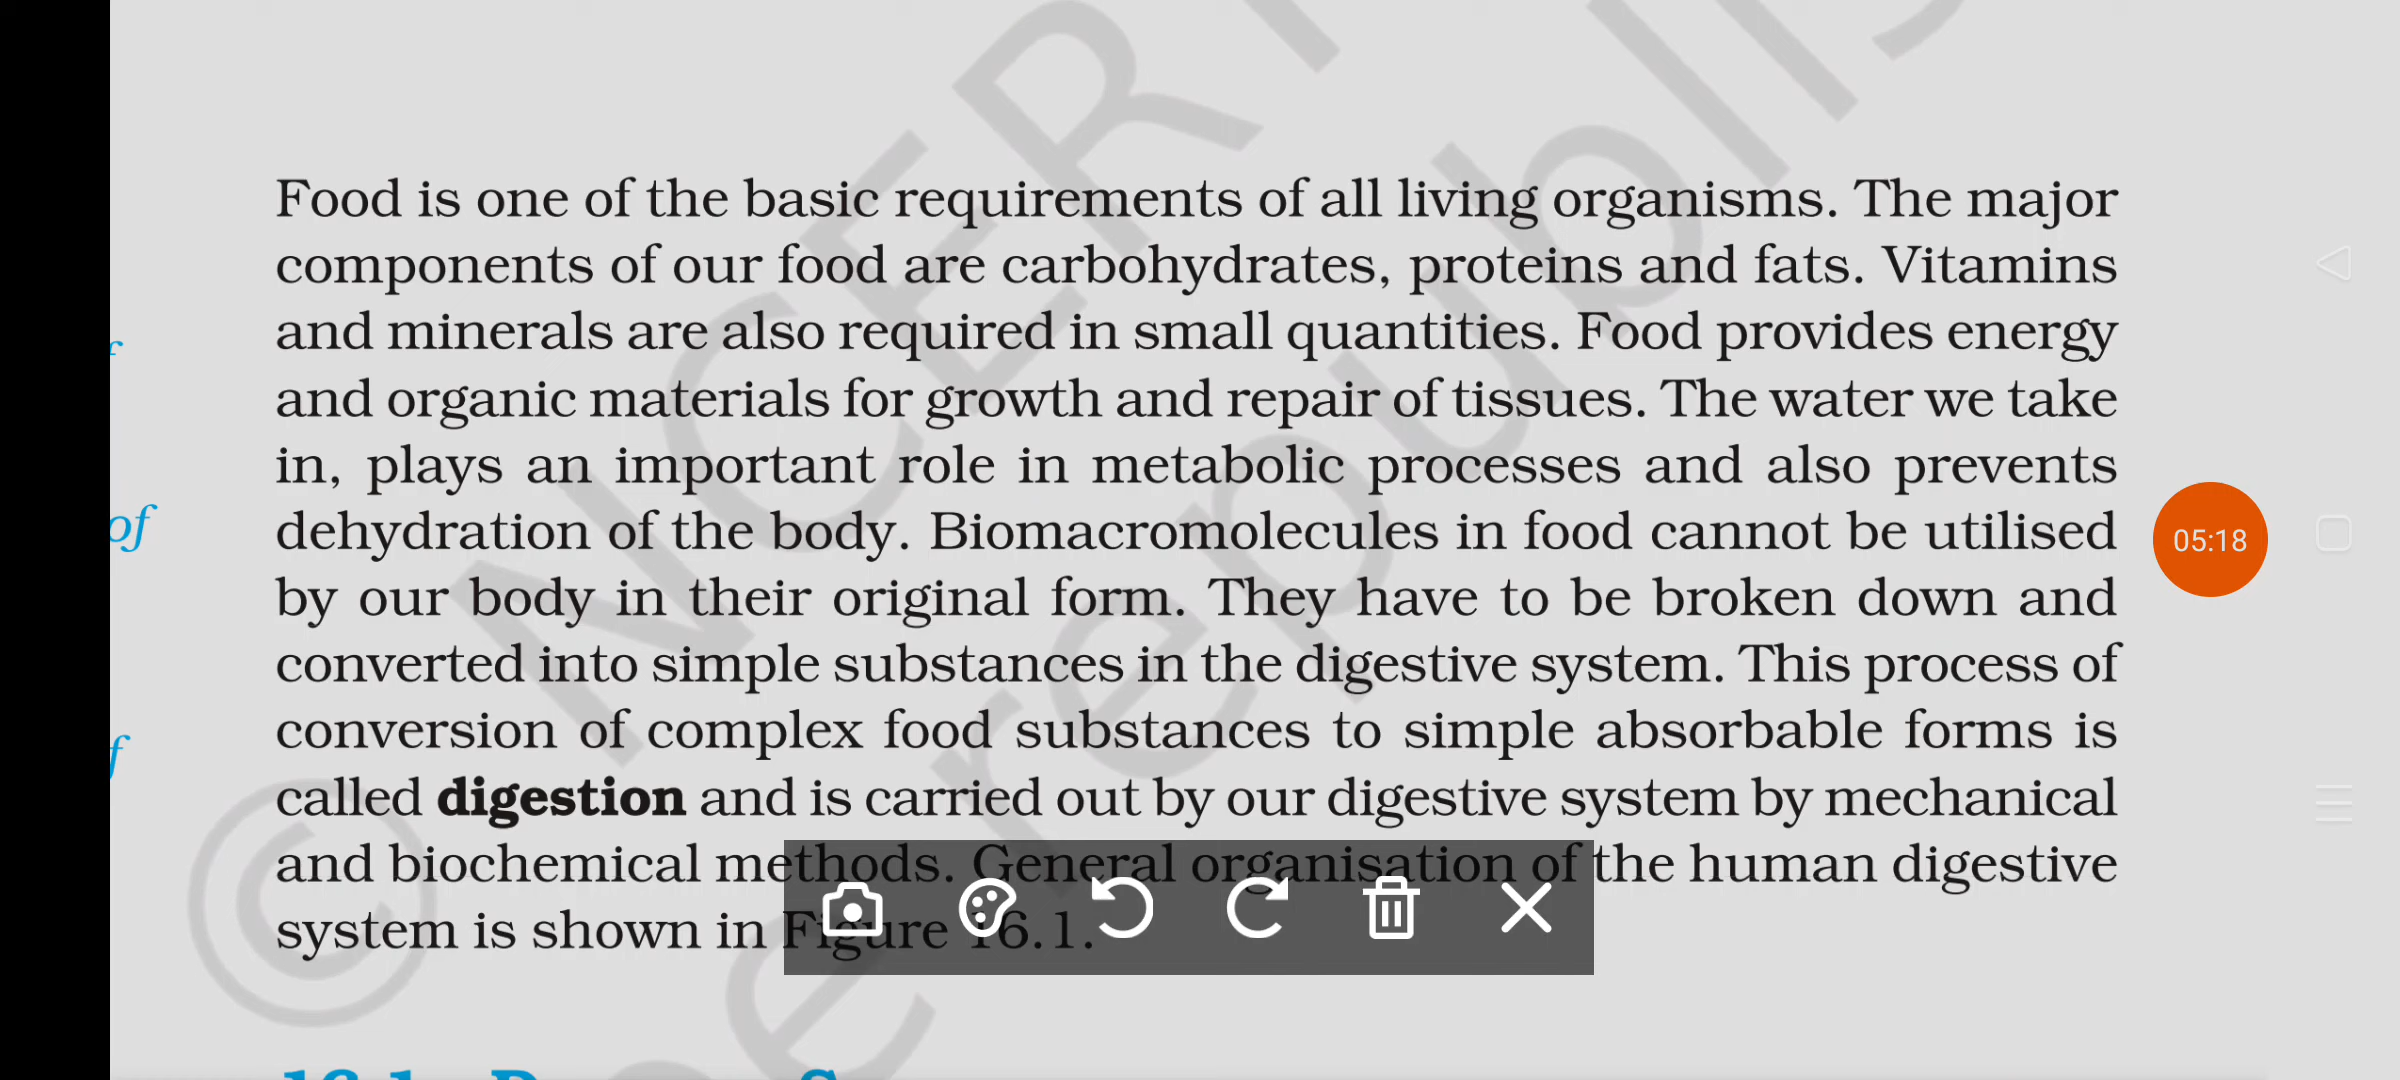 Food is one of the basic requirements of all living organisms. The major
components of our food are carbohydrates, proteins and fats. Vitamins
and minerals are also required in small quantities. Food provides energy
and organic materials for growth and repair of tissues. The water we take
in, plays an important role in metabolic processes and also prevents
of
dehydration of the body. Biomacromolecules in food cannot be utilised
05:18
by our body in their original form. They have to be broken down and
converted into simple substances in the digestive system. This process of
conversion of complex food substances to simple absorbable forms is
called digestion and is carried out by our digestive system by mechanical
and biochemical methods. General organisation of the human digestive
system is shown in Figure 16.1.
© NCERT
republis